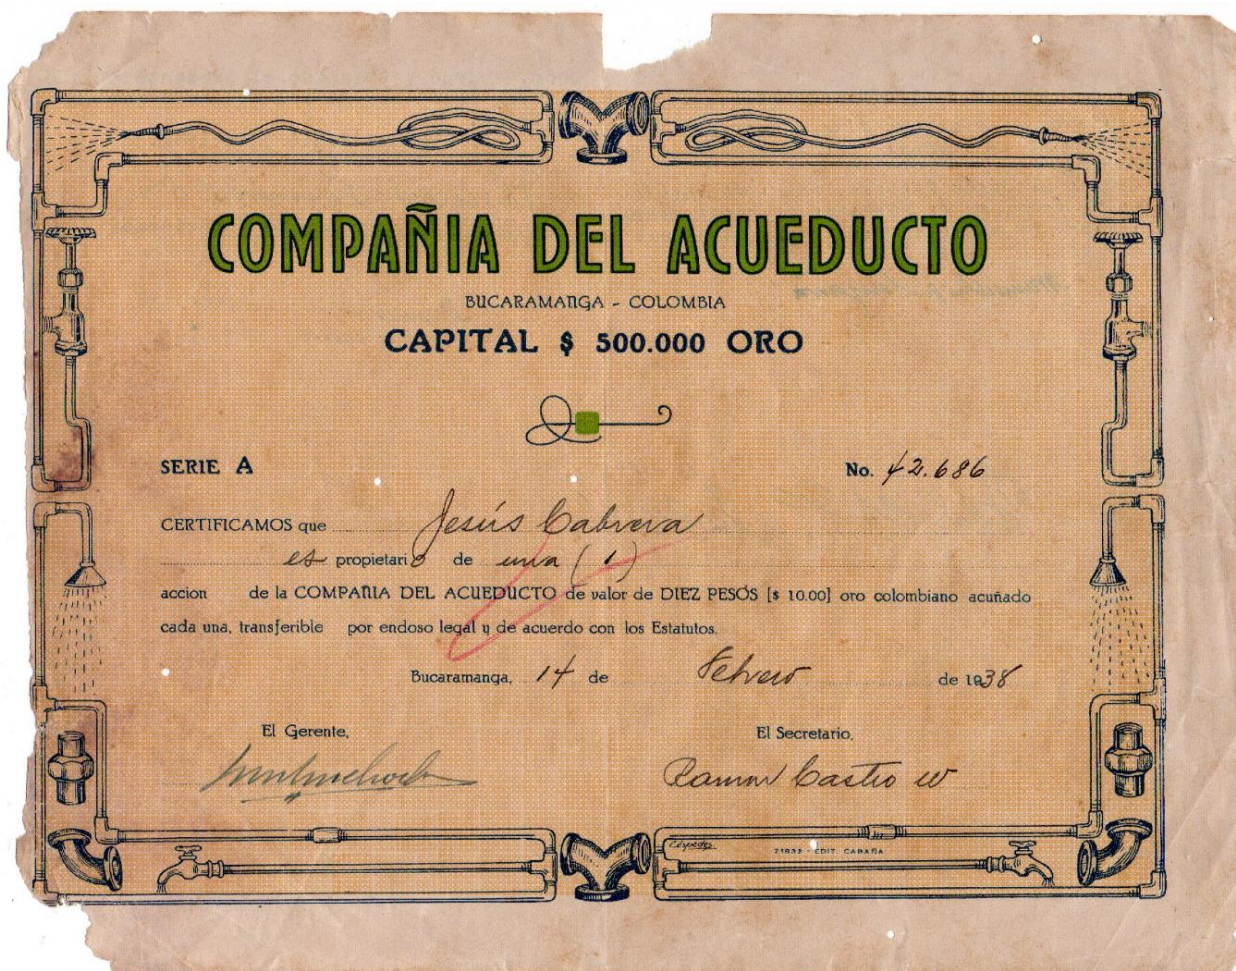 COMPAÑIA DEL ACUEDUCTO
BUCARAMANGA - COLOMBIA
CAPITAL $ 500.000 ORO
SERIE A No. 42.686
CERTIFICAMOS que Jesús Cabrera
es propietario de una (1)
accion de la COMPAÑIA DEL ACUEDUCTO de valor de DIEZ PESOS [$ 10.00] oro colombiano acuñado
cada una, transferible por endoso legal y de acuerdo con los Estatutos.
Bucaramanga, 14 de Febrero de 1938
El Gerente, El Secretario,
Ramon Castro
EDIT. CABAÑA